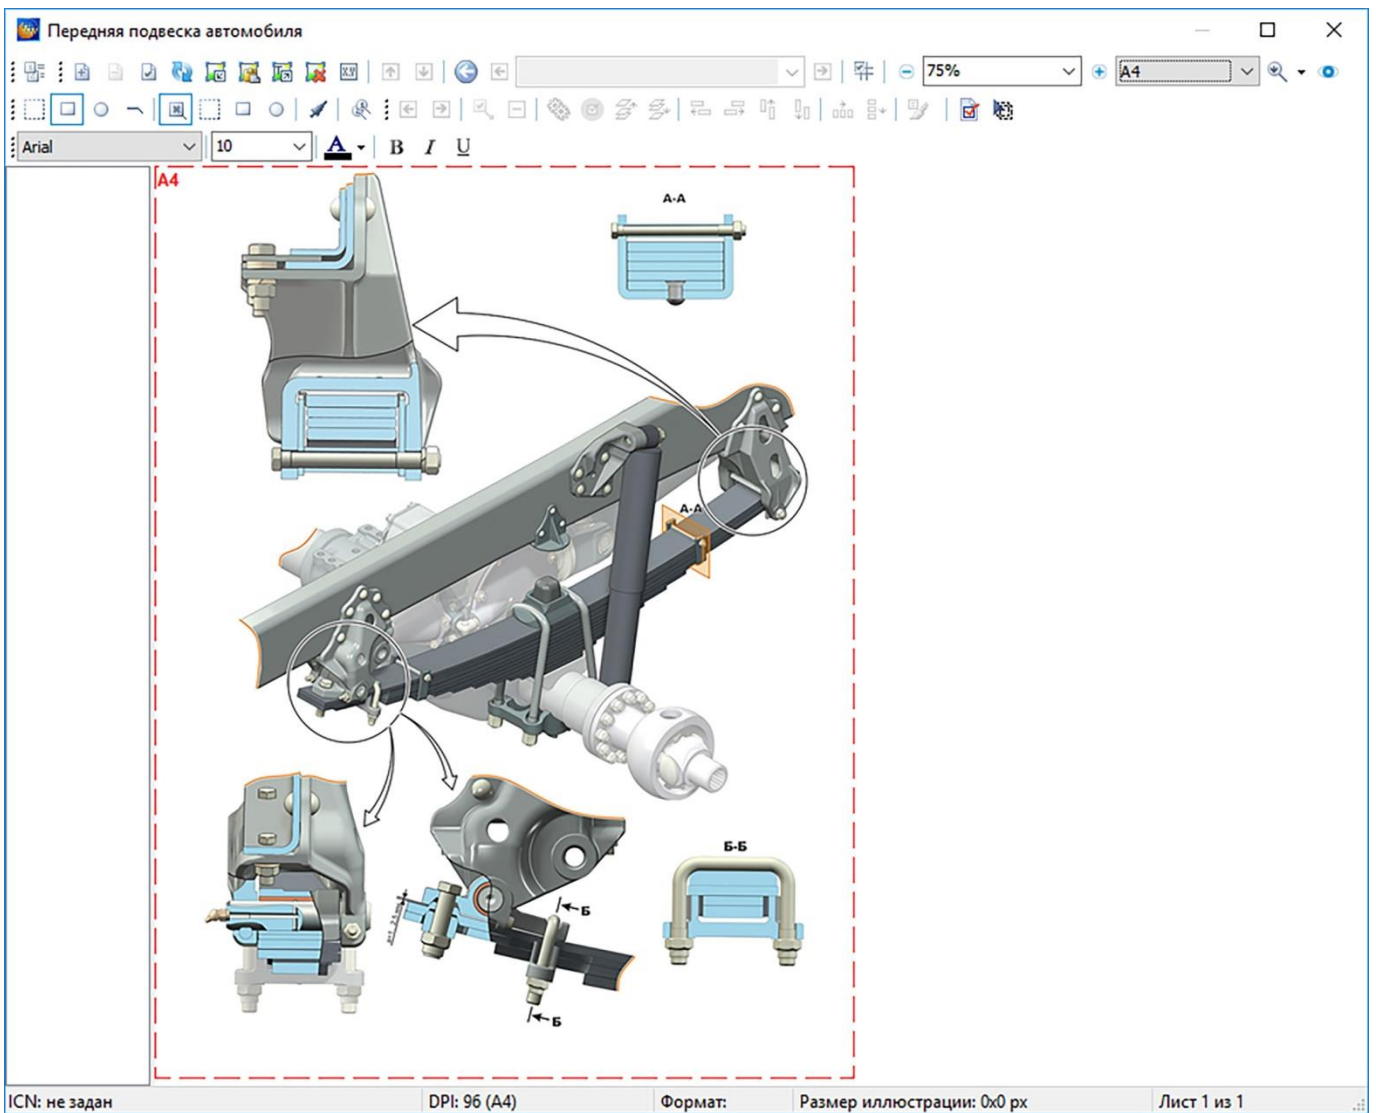 Передняя подвеска автомобиля
75%
A4
Arial
10
A
B
I
U
A4
А-А
А-А
Б-Б
Б
Б
ICN: не задан
DPI: 96 (A4)
Формат:
Размер иллюстрации: 0x0 px
Лист 1 из 1